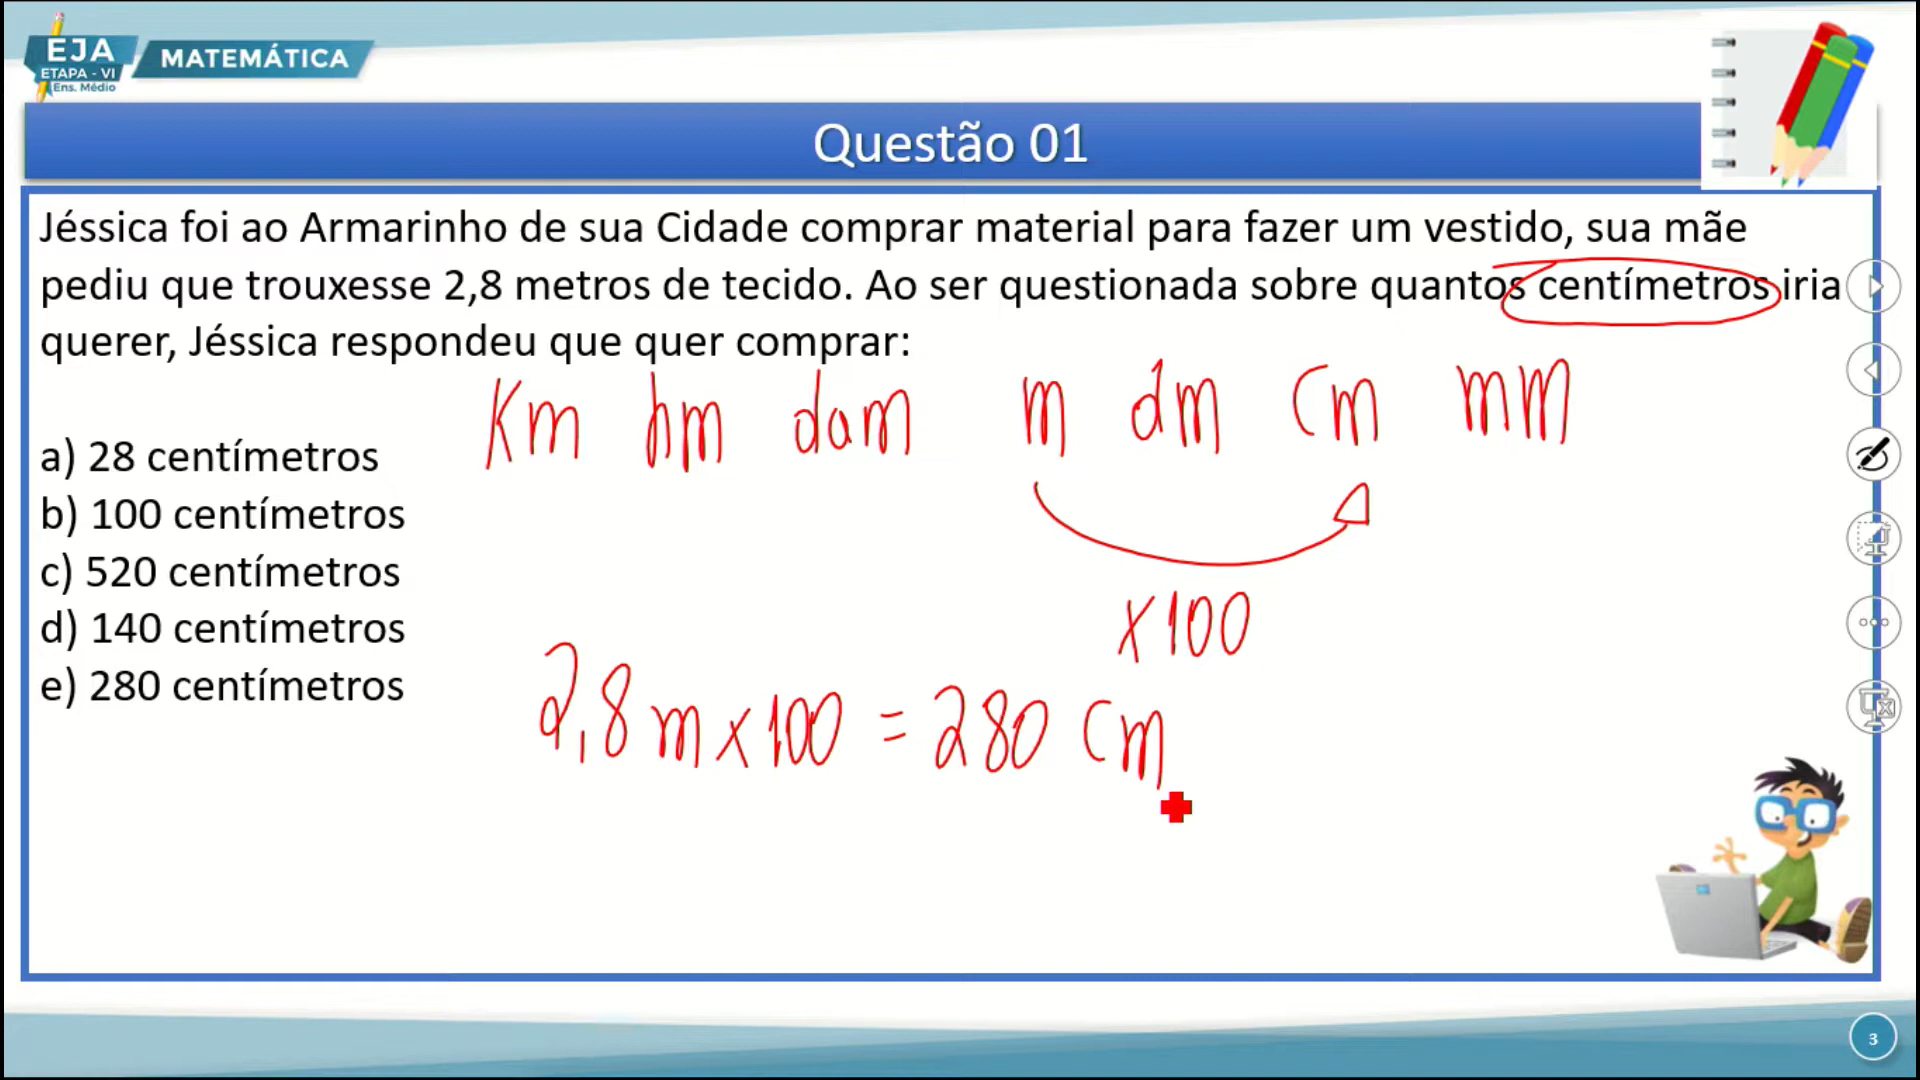 EJA
ETAPA - VI
Ens. Médio
MATEMÁTICA
Questão 01
Jéssica foi ao Armarinho de sua Cidade comprar material para fazer um vestido, sua mãe
pediu que trouxesse 2,8 metros de tecido. Ao ser questionada sobre quantos centímetros iria
querer, Jéssica respondeu que quer comprar:
Km hm dam m dm cm mm
a) 28 centímetros
b) 100 centímetros
c) 520 centímetros
d) 140 centímetros
e) 280 centímetros
x100
2,8 m x 100 = 280 cm
3